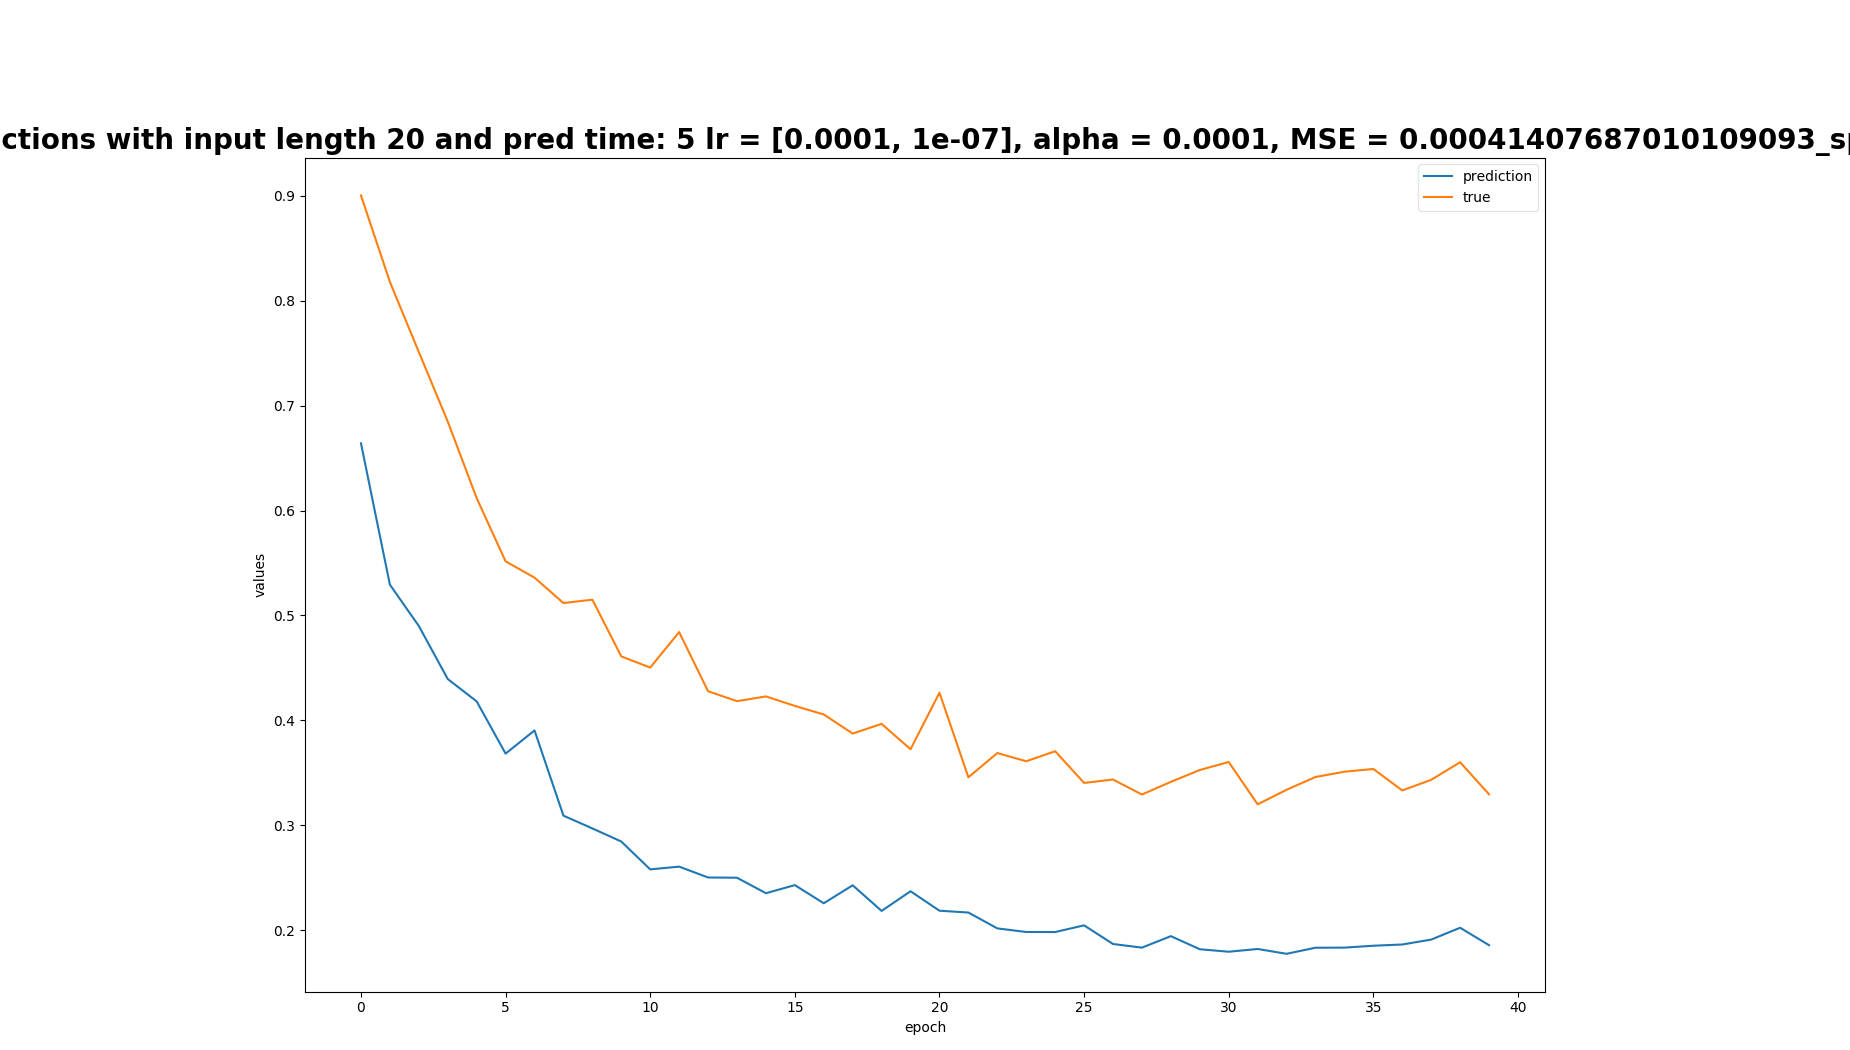 ctions with input length 20 and pred time: 5 lr = [0.0001, 1e-07], alpha = 0.0001, MSE = 0.00041407687010109093_sp
prediction
true
0.9
0.8
0.7
0.6
0.5
0.4
0.3
0.2
values
0 5 10 15 20 25 30 35 40
epoch